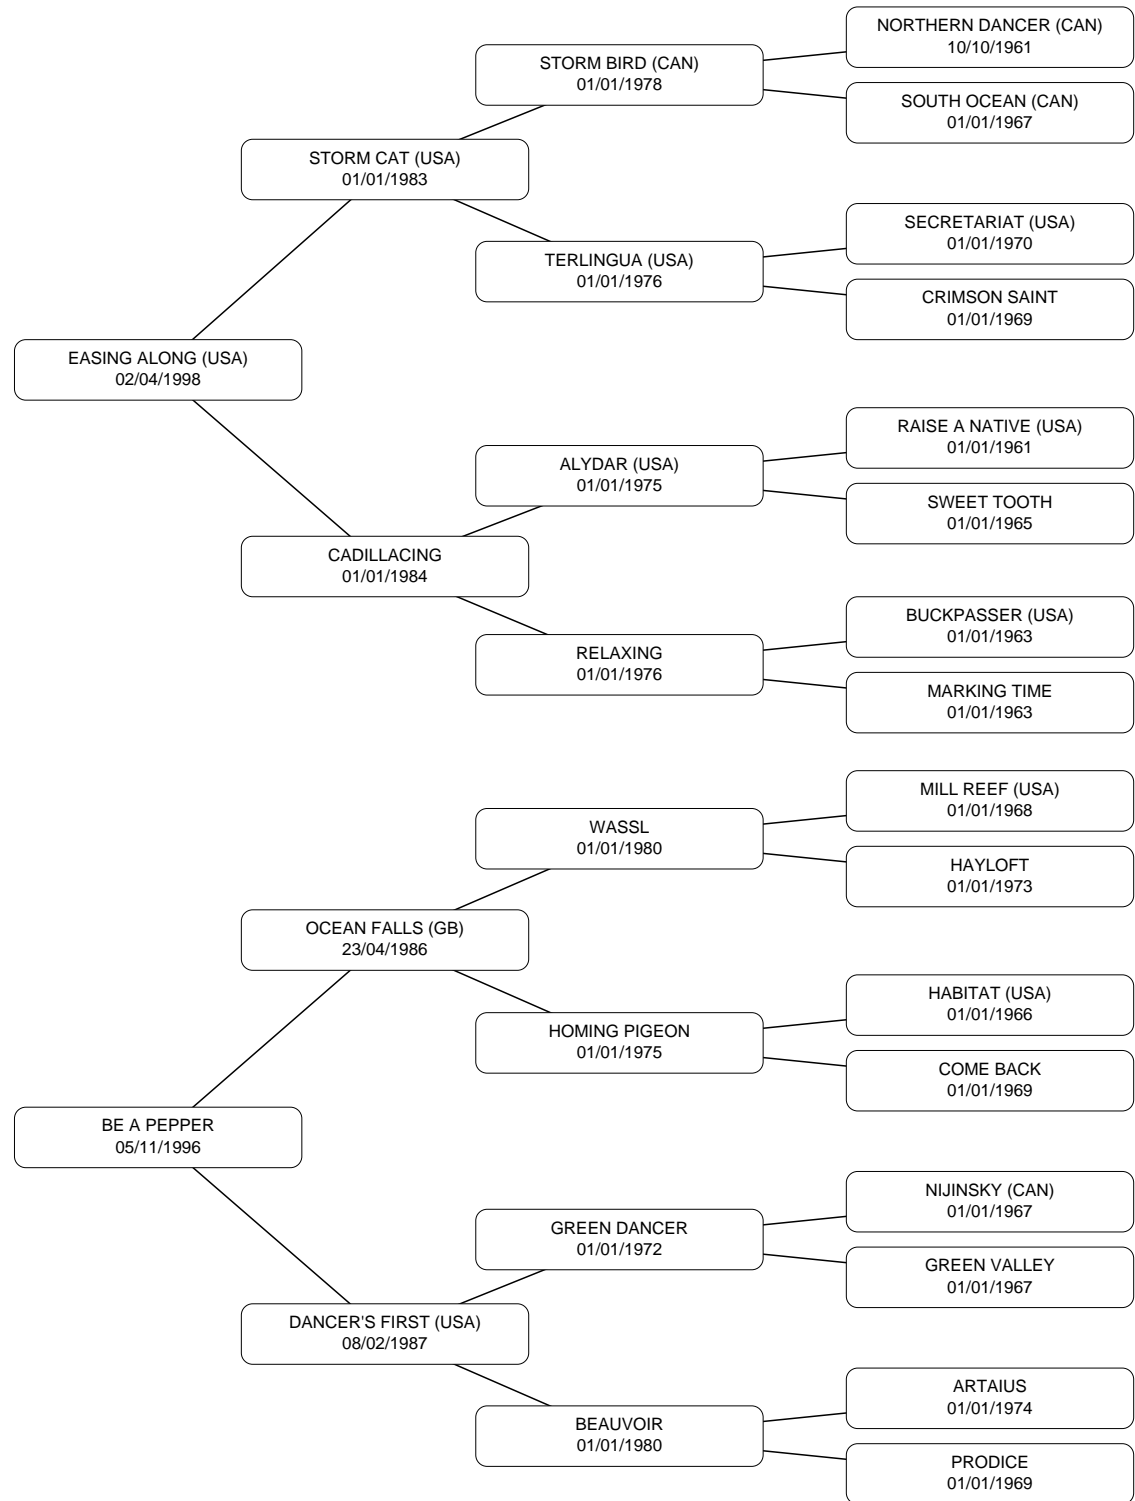 NORTHERN DANCER (CAN)
10/10/1961
STORM BIRD (CAN)
01/01/1978
SOUTH OCEAN (CAN)
01/01/1967
STORM CAT (USA)
01/01/1983
SECRETARIAT (USA)
01/01/1970
TERLINGUA (USA)
01/01/1976
CRIMSON SAINT
01/01/1969
EASING ALONG (USA)
02/04/1998
RAISE A NATIVE (USA)
01/01/1961
ALYDAR (USA)
01/01/1975
SWEET TOOTH
01/01/1965
CADILLACING
01/01/1984
BUCKPASSER (USA)
01/01/1963
RELAXING
01/01/1976
MARKING TIME
01/01/1963
MILL REEF (USA)
01/01/1968
WASSL
01/01/1980
HAYLOFT
01/01/1973
OCEAN FALLS (GB)
23/04/1986
HABITAT (USA)
01/01/1966
HOMING PIGEON
01/01/1975
COME BACK
01/01/1969
BE A PEPPER
05/11/1996
NIJINSKY (CAN)
01/01/1967
GREEN DANCER
01/01/1972
GREEN VALLEY
01/01/1967
DANCER'S FIRST (USA)
08/02/1987
ARTAIUS
01/01/1974
BEAUVOIR
01/01/1980
PRODICE
01/01/1969